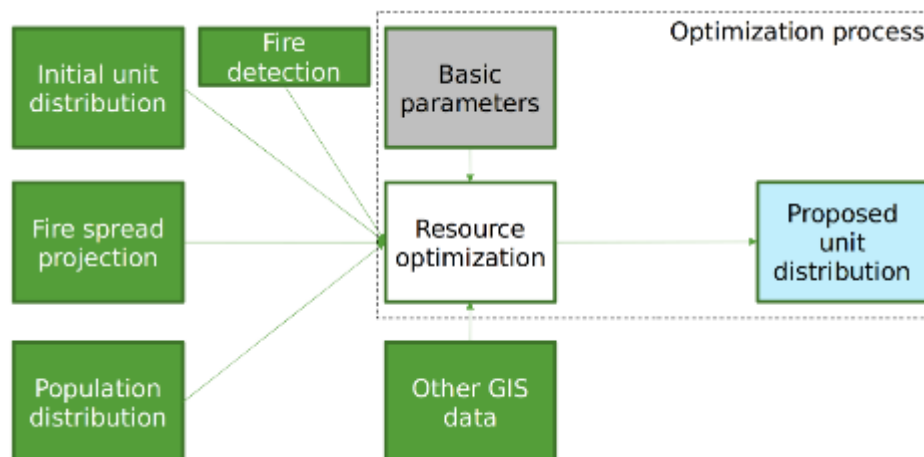 Optimization process
Initial unit
distribution
Fire
detection
Basic
parameters
Fire spread
projection
Resource
optimization
Proposed
unit
distribution
Population
distribution
Other GIS
data